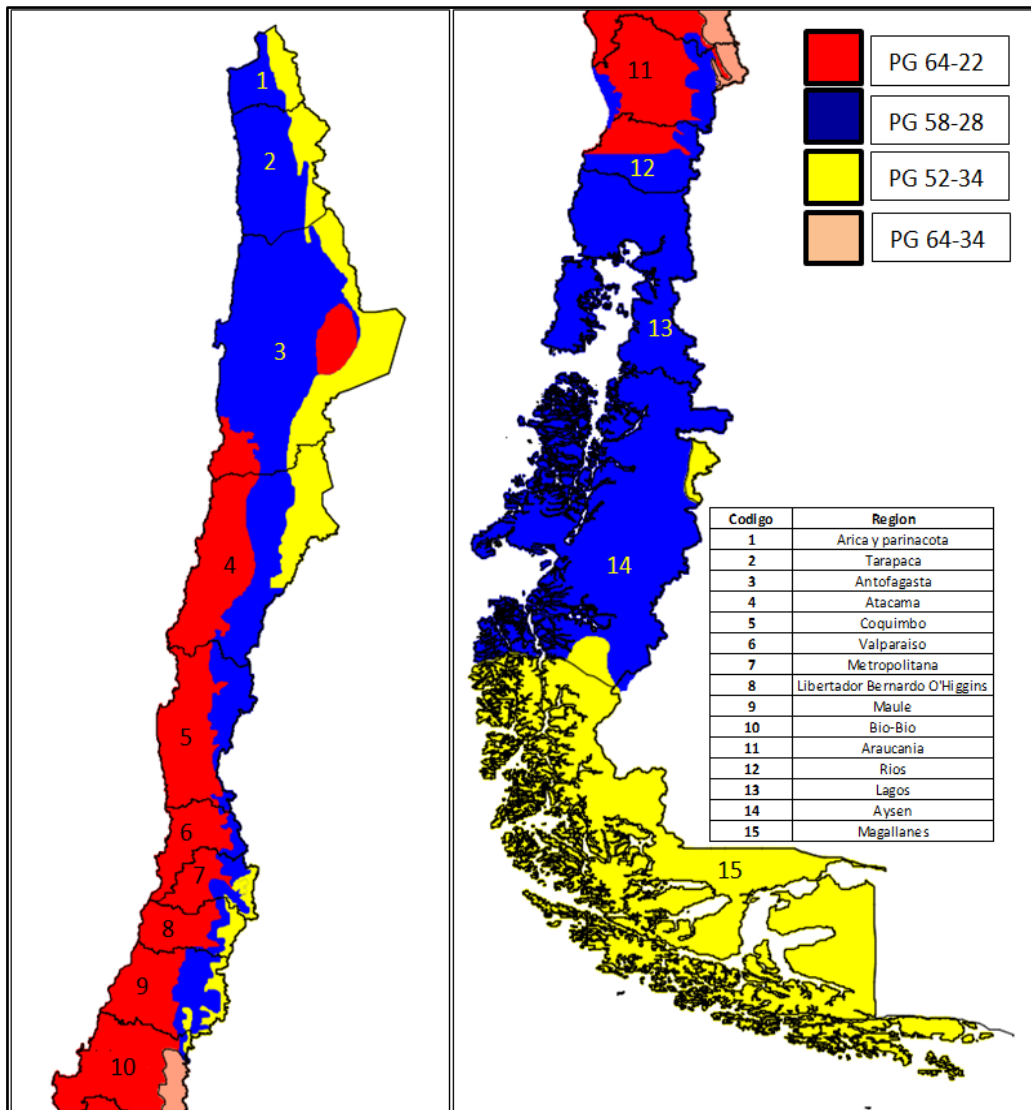 1
2
3
4
5
6
7
8
9
10
11
12
13
14
15
PG 64-22
PG 58-28
PG 52-34
PG 64-34
Codigo Region
1 Arica y parinacota
2 Tarapaca
3 Antofagasta
4 Atacama
5 Coquimbo
6 Valparaiso
7 Metropolitana
8 Libertador Bernardo O'Higgins
9 Maule
10 Bio-Bio
11 Araucania
12 Rios
13 Lagos
14 Aysen
15 Magallanes